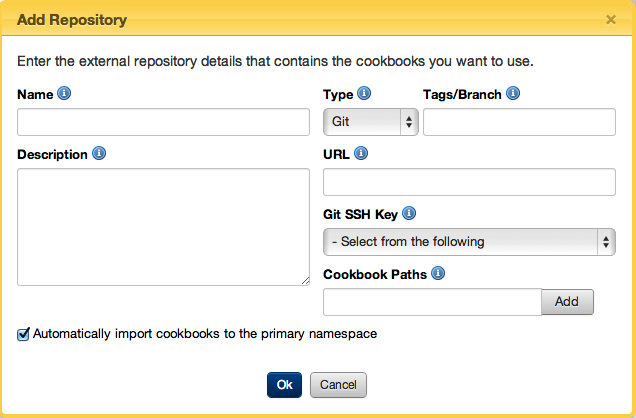 Add Repository
Enter the external repository details that contains the cookbooks you want to use.
Name
Type
Tags/Branch
Git
Description
URL
Git SSH Key
- Select from the following
Cookbook Paths
Add
Automatically import cookbooks to the primary namespace
Ok
Cancel